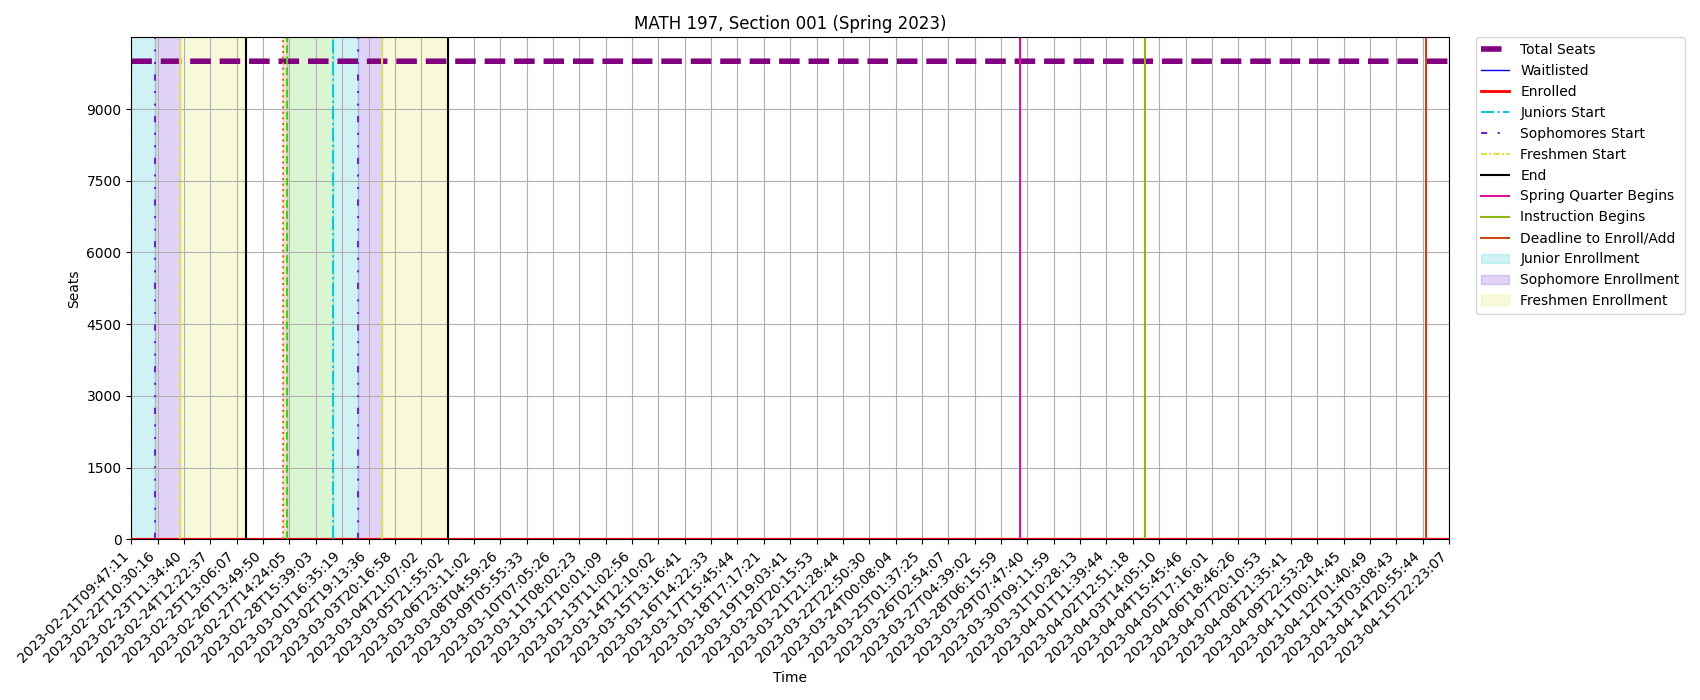 MATH 197, Section 001 (Spring 2023)
Total Seats
Waitlisted
Enrolled
Juniors Start
Sophomores Start
Freshmen Start
End
Spring Quarter Begins
Instruction Begins
Deadline to Enroll/Add
Junior Enrollment
Sophomore Enrollment
Freshmen Enrollment
Seats
9000
7500
6000
4500
3000
1500
0
2023-02-21T09:47:11
2023-02-22T10:30:16
2023-02-23T11:34:40
2023-02-24T12:22:37
2023-02-25T13:06:07
2023-02-26T13:49:50
2023-02-27T14:24:05
2023-02-28T15:39:03
2023-03-01T16:35:19
2023-03-02T19:13:36
2023-03-03T20:16:58
2023-03-04T21:07:02
2023-03-05T21:55:02
2023-03-06T23:11:02
2023-03-08T04:59:26
2023-03-09T05:55:33
2023-03-10T07:05:26
2023-03-11T08:02:23
2023-03-12T10:01:09
2023-03-13T11:02:56
2023-03-14T12:10:02
2023-03-15T13:16:41
2023-03-16T14:22:33
2023-03-17T15:45:44
2023-03-18T17:17:21
2023-03-19T19:03:41
2023-03-20T20:15:53
2023-03-21T21:28:44
2023-03-22T22:50:30
2023-03-24T00:08:04
2023-03-25T01:37:25
2023-03-26T02:54:07
2023-03-27T04:39:02
2023-03-28T06:15:59
2023-03-29T07:47:40
2023-03-30T09:11:59
2023-03-31T10:28:13
2023-04-01T11:39:44
2023-04-02T12:51:18
2023-04-03T14:05:10
2023-04-04T15:45:46
2023-04-05T17:16:01
2023-04-06T18:46:26
2023-04-07T20:10:53
2023-04-08T21:35:41
2023-04-09T22:53:28
2023-04-11T00:14:45
2023-04-12T01:40:49
2023-04-13T03:08:43
2023-04-14T20:55:44
2023-04-15T22:23:07
Time